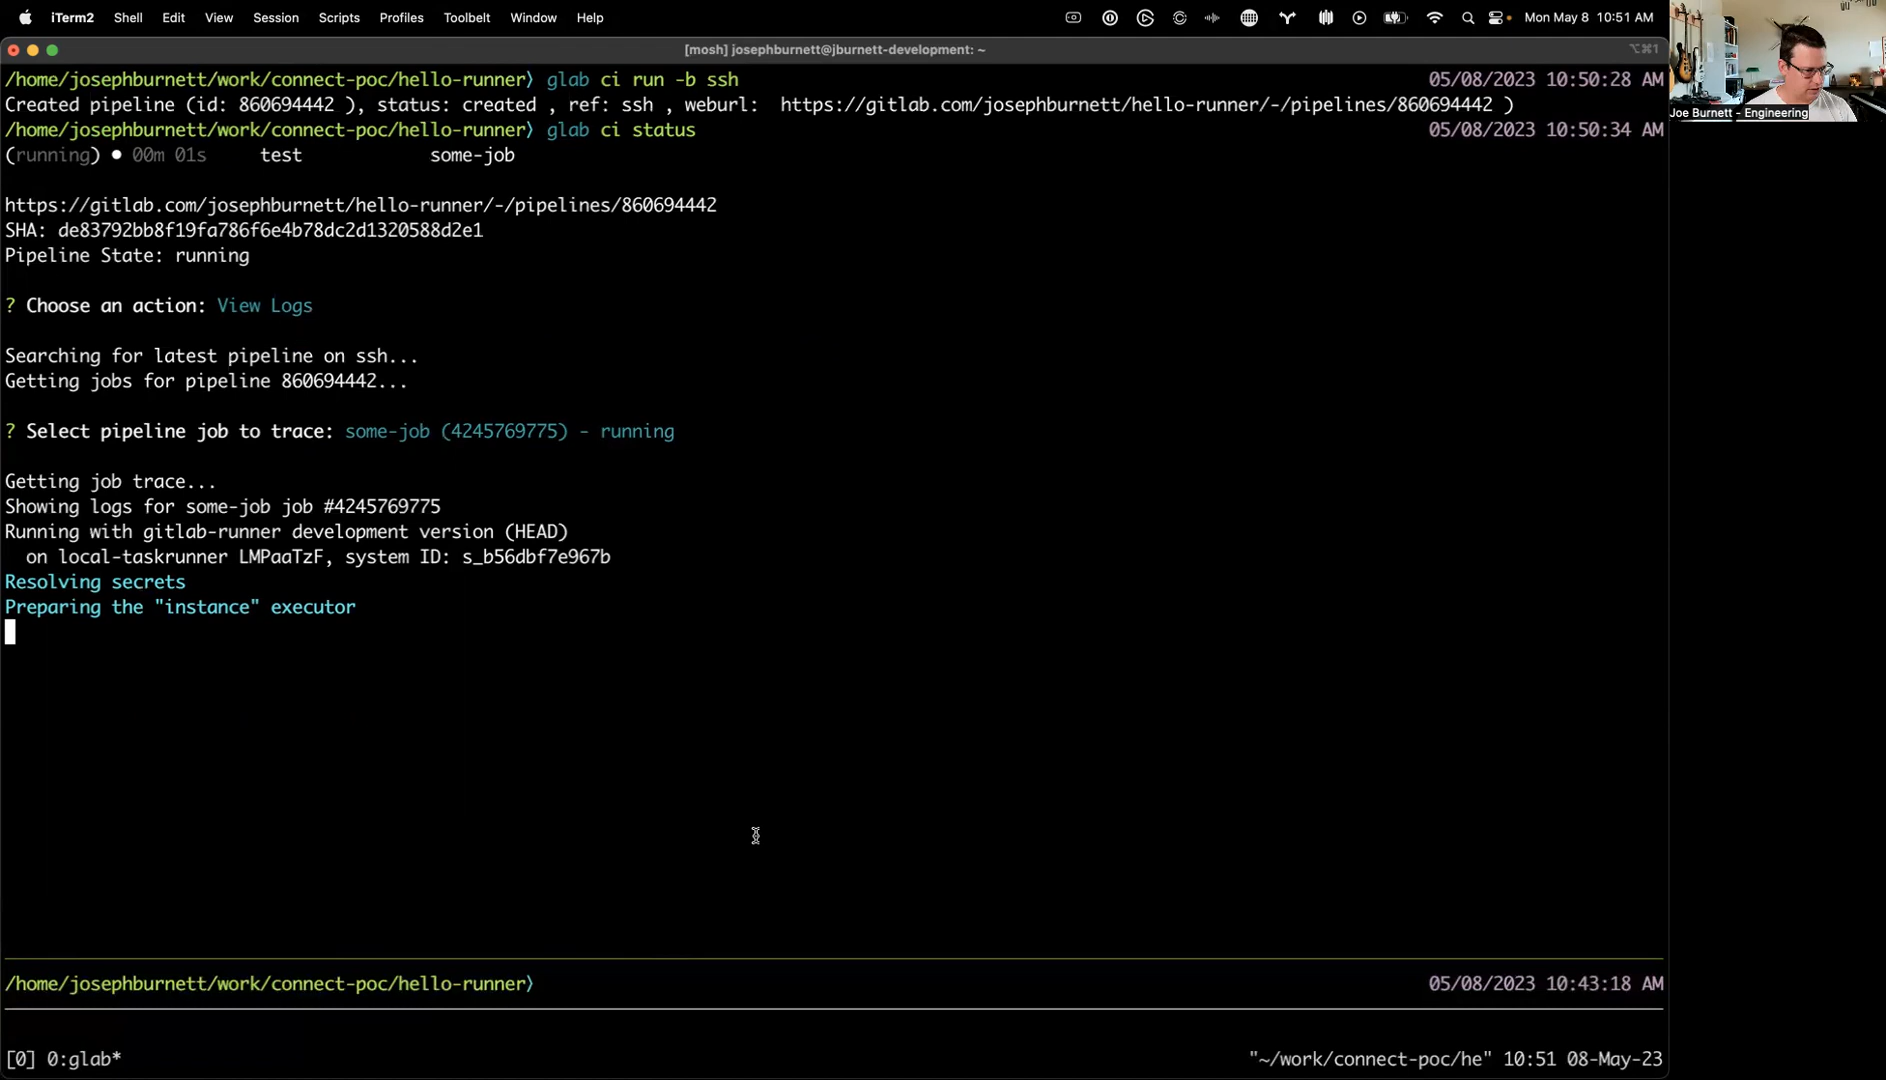 iTerm2 Shell Edit View Session Scripts Profiles Toolbelt Window Help Mon May 8 10:51 AM
[mosh] josephburnett@jburnett-development: ~ ⌥⌘1
/home/josephburnett/work/connect-poc/hello-runner⟩ glab ci run -b ssh 05/08/2023 10:50:28 AM
Created pipeline (id: 860694442 ), status: created , ref: ssh , weburl:  https://gitlab.com/josephburnett/hello-runner/-/pipelines/860694442 )
Joe Burnett - Engineering
/home/josephburnett/work/connect-poc/hello-runner⟩ glab ci status 05/08/2023 10:50:34 AM
(running) • 00m 01s test some-job
https://gitlab.com/josephburnett/hello-runner/-/pipelines/860694442
SHA: de83792bb8f19fa786f6e4b78dc2d1320588d2e1
Pipeline State: running
? Choose an action: View Logs
Searching for latest pipeline on ssh...
Getting jobs for pipeline 860694442...
? Select pipeline job to trace: some-job (4245769775) - running
Getting job trace...
Showing logs for some-job job #4245769775
Running with gitlab-runner development version (HEAD)
on local-taskrunner LMPaaTzF, system ID: s_b56dbf7e967b
Resolving secrets
Preparing the "instance" executor
/home/josephburnett/work/connect-poc/hello-runner⟩ 05/08/2023 10:43:18 AM
[0] 0:glab* "~/work/connect-poc/he" 10:51 08-May-23